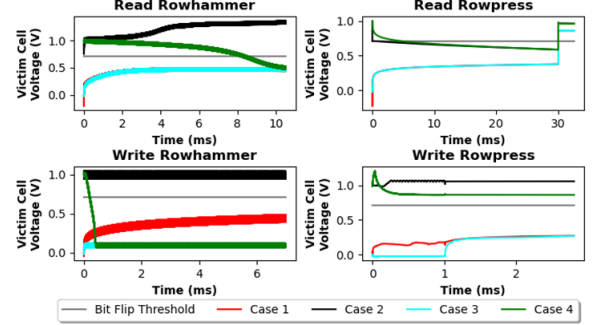 Read Rowhammer
Victim Cell
Voltage (V)
1.0
0.5
0.0
0 2 4 6 8 10
Time (ms)
Read Rowpress
Victim Cell
Voltage (V)
1.0
0.5
0.0
0 10 20 30
Time (ms)
Write Rowhammer
Victim Cell
Voltage (V)
1.0
0.5
0.0
0 2 4 6
Time (ms)
Write Rowpress
Victim Cell
Voltage (V)
1.0
0.5
0.0
0 1 2
Time (ms)
Bit Flip Threshold Case 1 Case 2 Case 3 Case 4